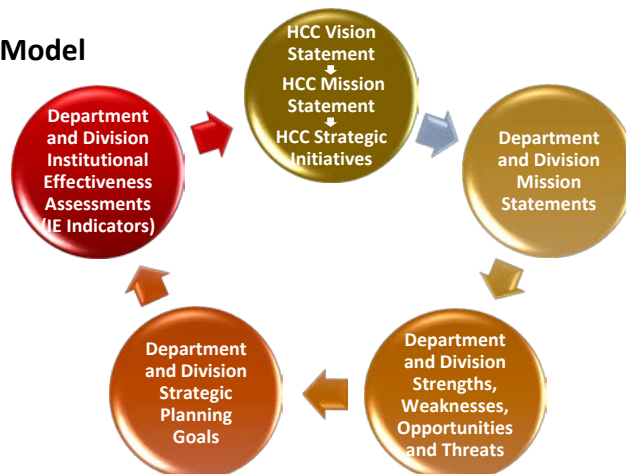 Model
HCC Vision
Statement
HCC Mission
Statement
HCC Strategic
Initiatives
Department
and Division
Mission
Statements
Department
and Division
Strengths,
Weaknesses,
Opportunities
and Threats
Department
and Division
Strategic
Planning
Goals
Department
and Division
Institutional
Effectiveness
Assessments
(IE Indicators)